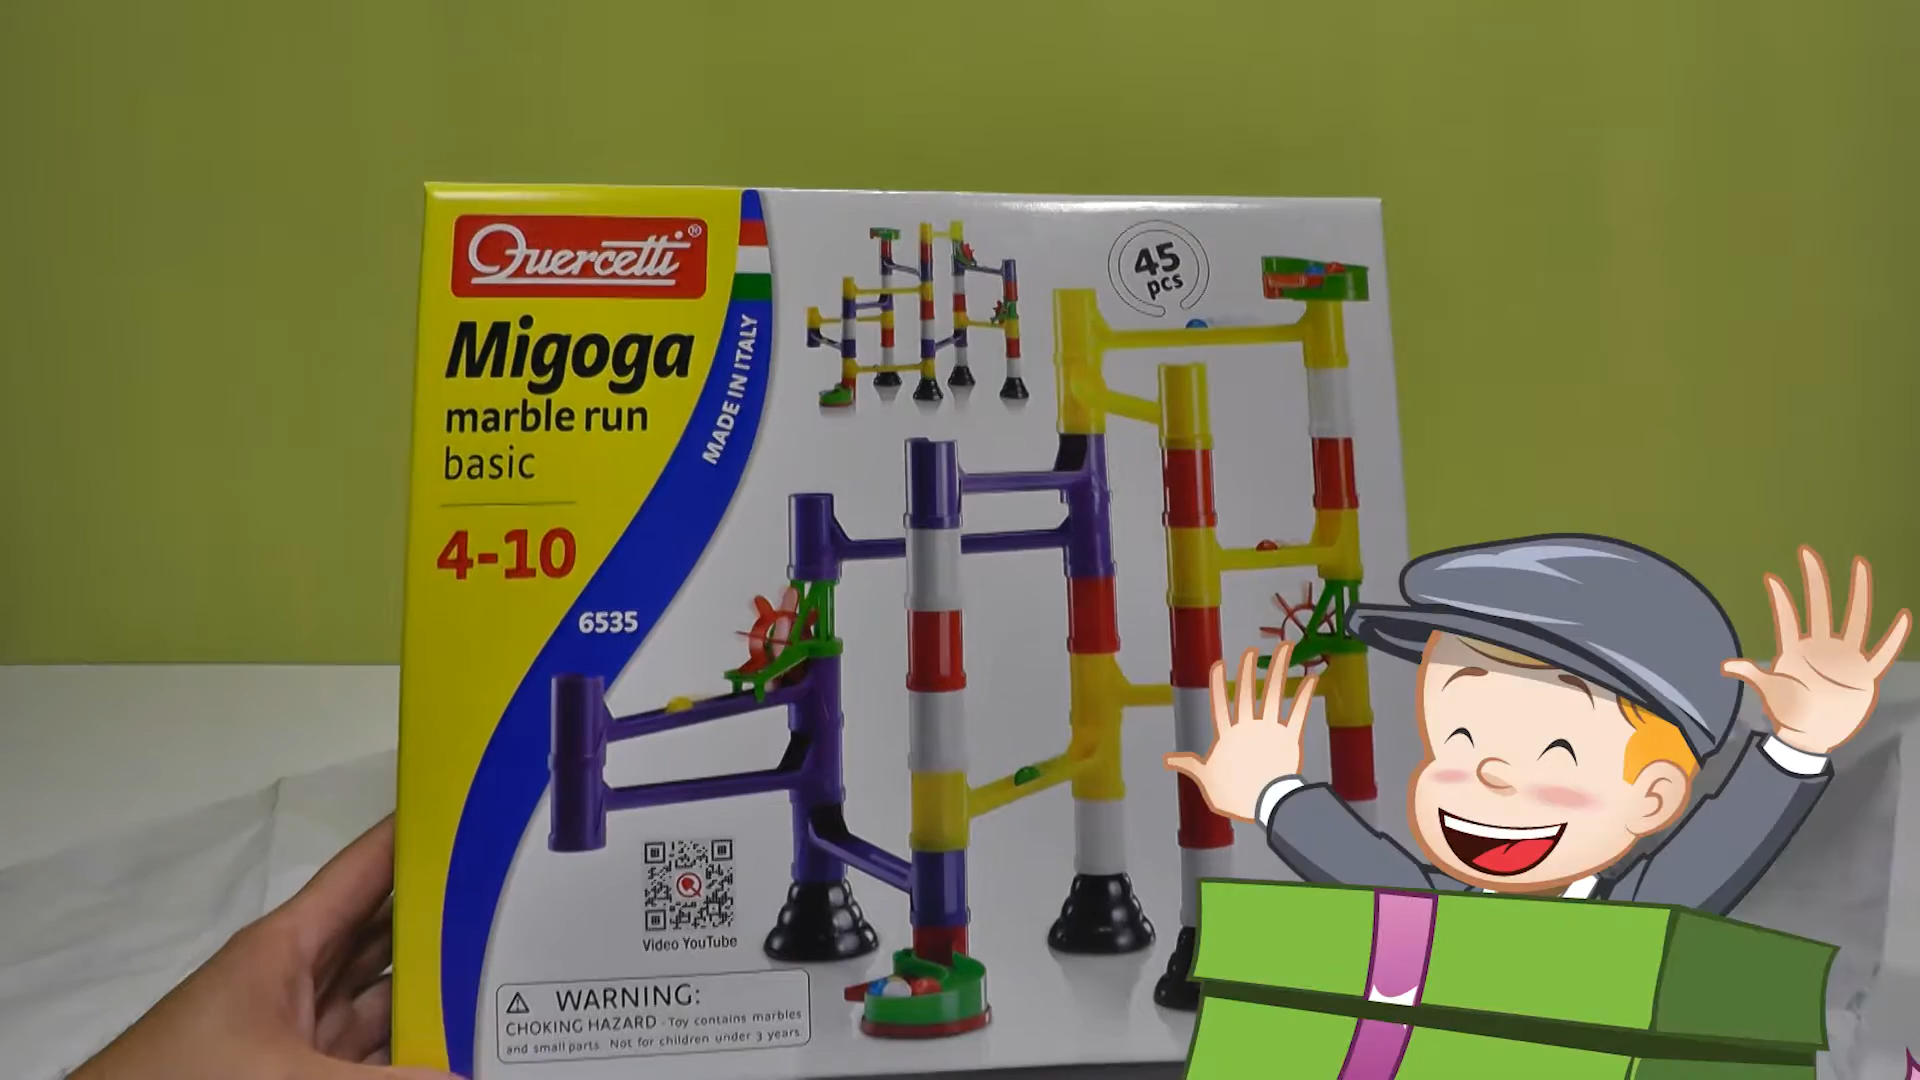 Quercetti®
Migoga
marble run
basic
4-10
6535
MADE IN ITALY
45
pcs
Video YouTube
WARNING:
CHOKING HAZARD - Toy contains marbles
and small parts. Not for children under 3 years.